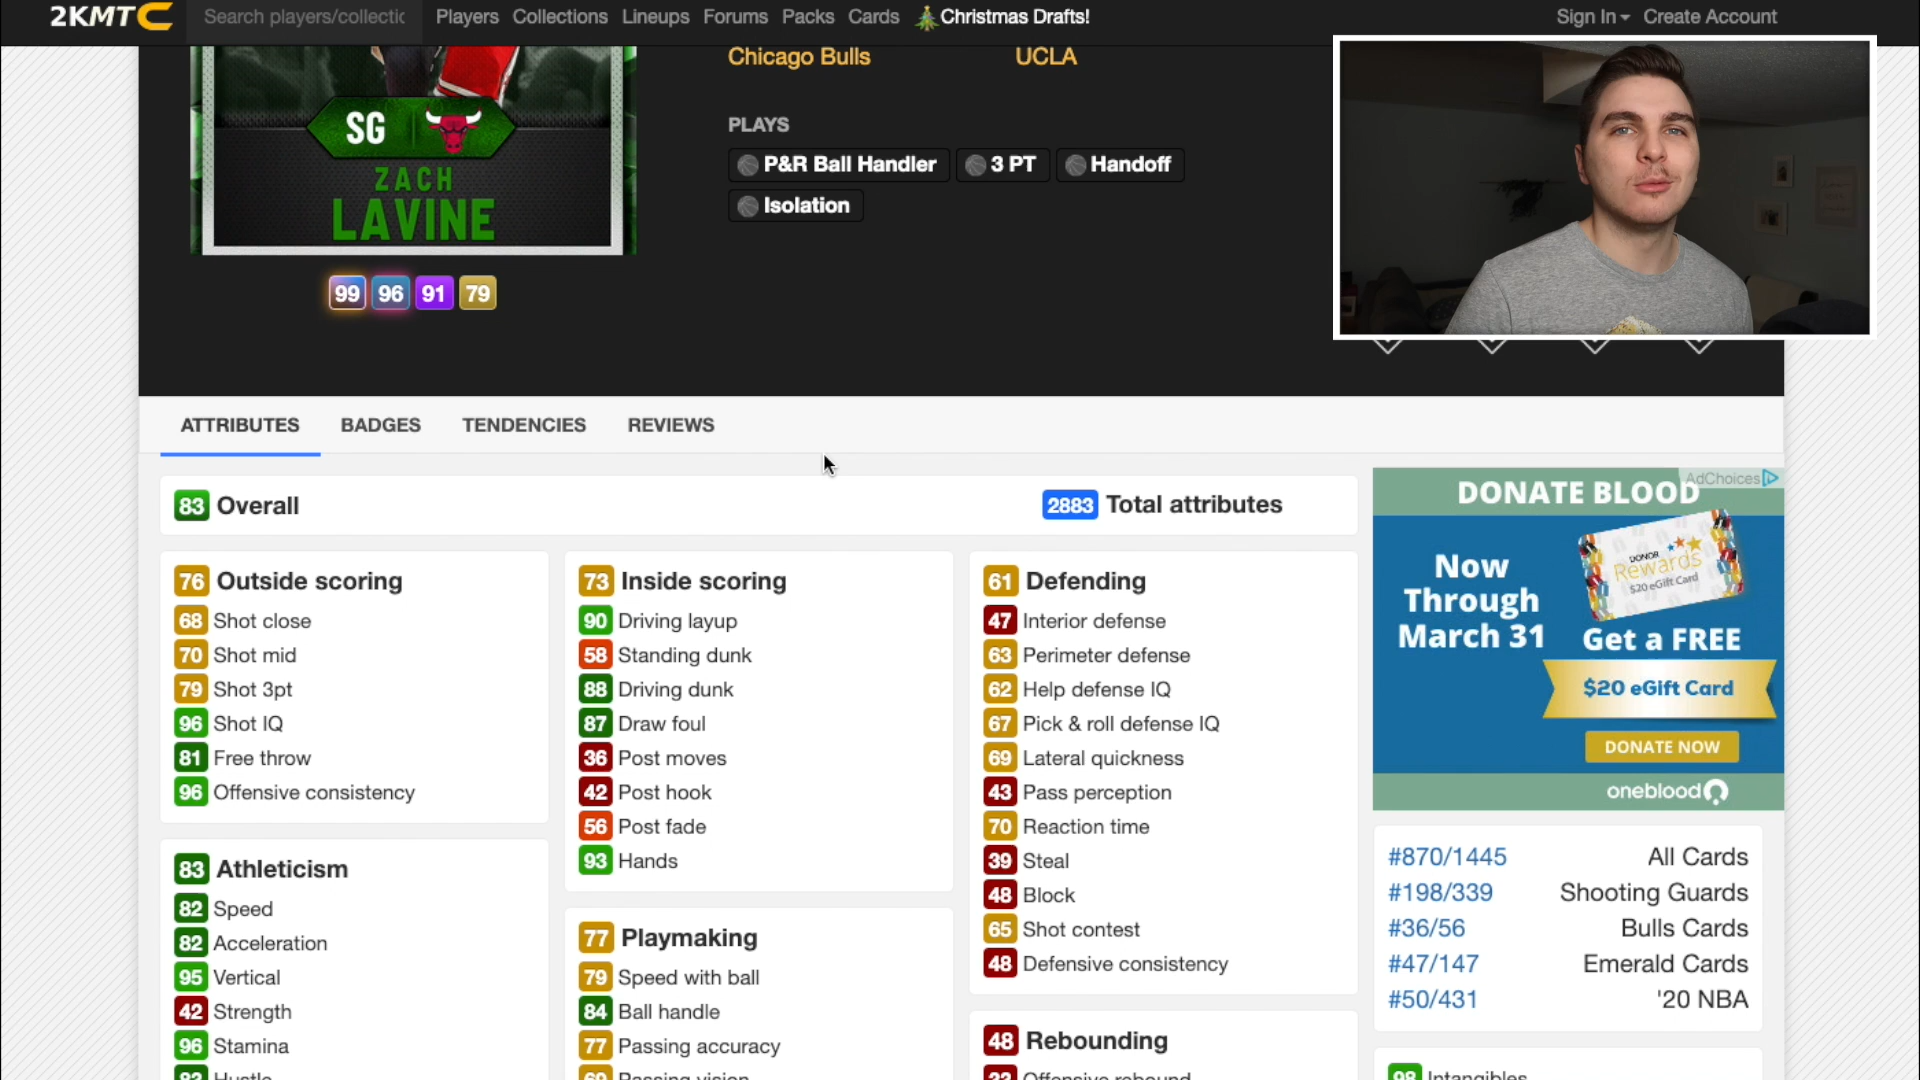 2KMTC
Search players/collectic
Players
Collections
Lineups
Forums
Packs
Cards
Christmas Drafts!
Sign In
Create Account
Chicago Bulls
UCLA
PLAYS
P&R Ball Handler
3 PT
Handoff
Isolation
SG
ZACH
LAVINE
99 96 91 79
ATTRIBUTES
BADGES
TENDENCIES
REVIEWS
83 Overall
2883 Total attributes
76 Outside scoring
68 Shot close
70 Shot mid
79 Shot 3pt
96 Shot IQ
81 Free throw
96 Offensive consistency
83 Athleticism
82 Speed
82 Acceleration
95 Vertical
42 Strength
96 Stamina
Hustle
73 Inside scoring
90 Driving layup
58 Standing dunk
88 Driving dunk
87 Draw foul
36 Post moves
42 Post hook
56 Post fade
93 Hands
77 Playmaking
79 Speed with ball
84 Ball handle
77 Passing accuracy
Passing vision
61 Defending
47 Interior defense
63 Perimeter defense
62 Help defense IQ
67 Pick & roll defense IQ
69 Lateral quickness
43 Pass perception
70 Reaction time
39 Steal
48 Block
65 Shot contest
48 Defensive consistency
48 Rebounding
Offensive rebound
AdChoices
DONATE BLOOD
Now
Through
March 31
DONOR
Rewards
$20 eGift Card
Get a FREE
$20 eGift Card
DONATE NOW
oneblood
#870/1445 All Cards
#198/339 Shooting Guards
#36/56 Bulls Cards
#47/147 Emerald Cards
#50/431 '20 NBA
98 Intangibles